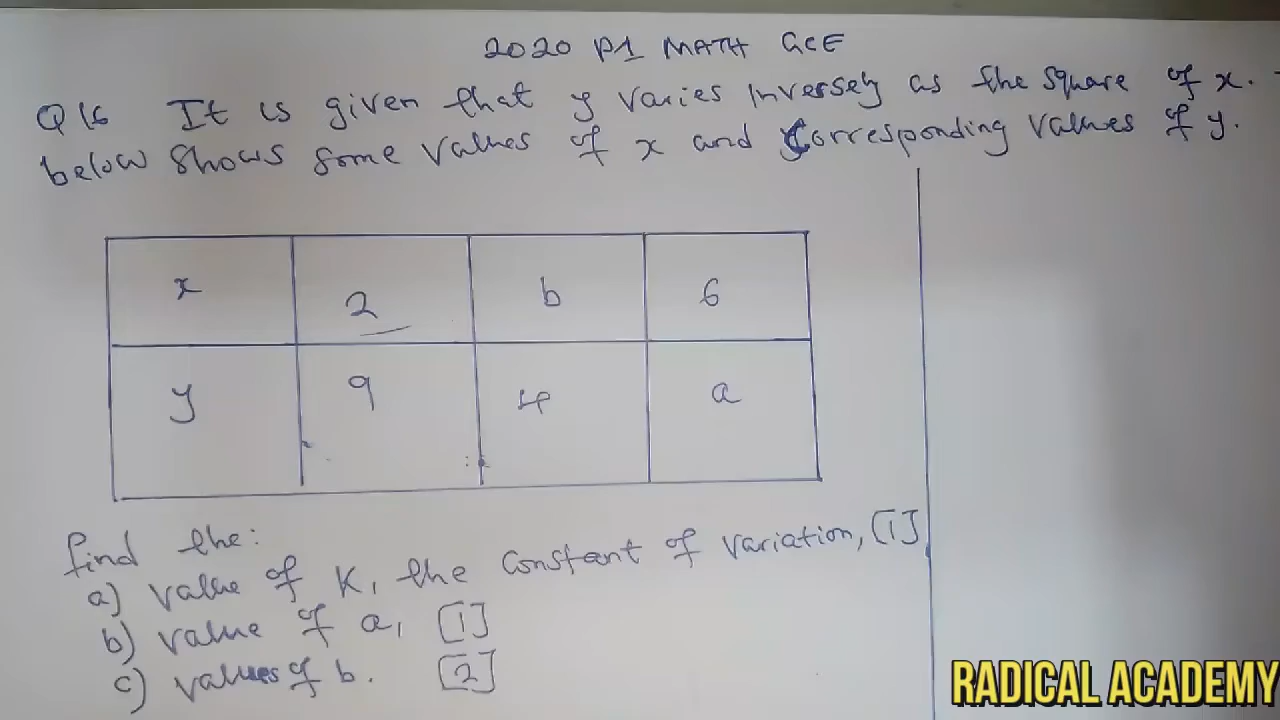 2020 P1 MATH GCE
Q16 It is given that y varies inversely as the square of x.
below shows some values of x and corresponding values of y.
x 2 b 6
y 9 4 a
find the:
a) value of K, the constant of variation, [1]
b) value of a, [1]
c) values of b. [2]
RADICAL ACADEMY